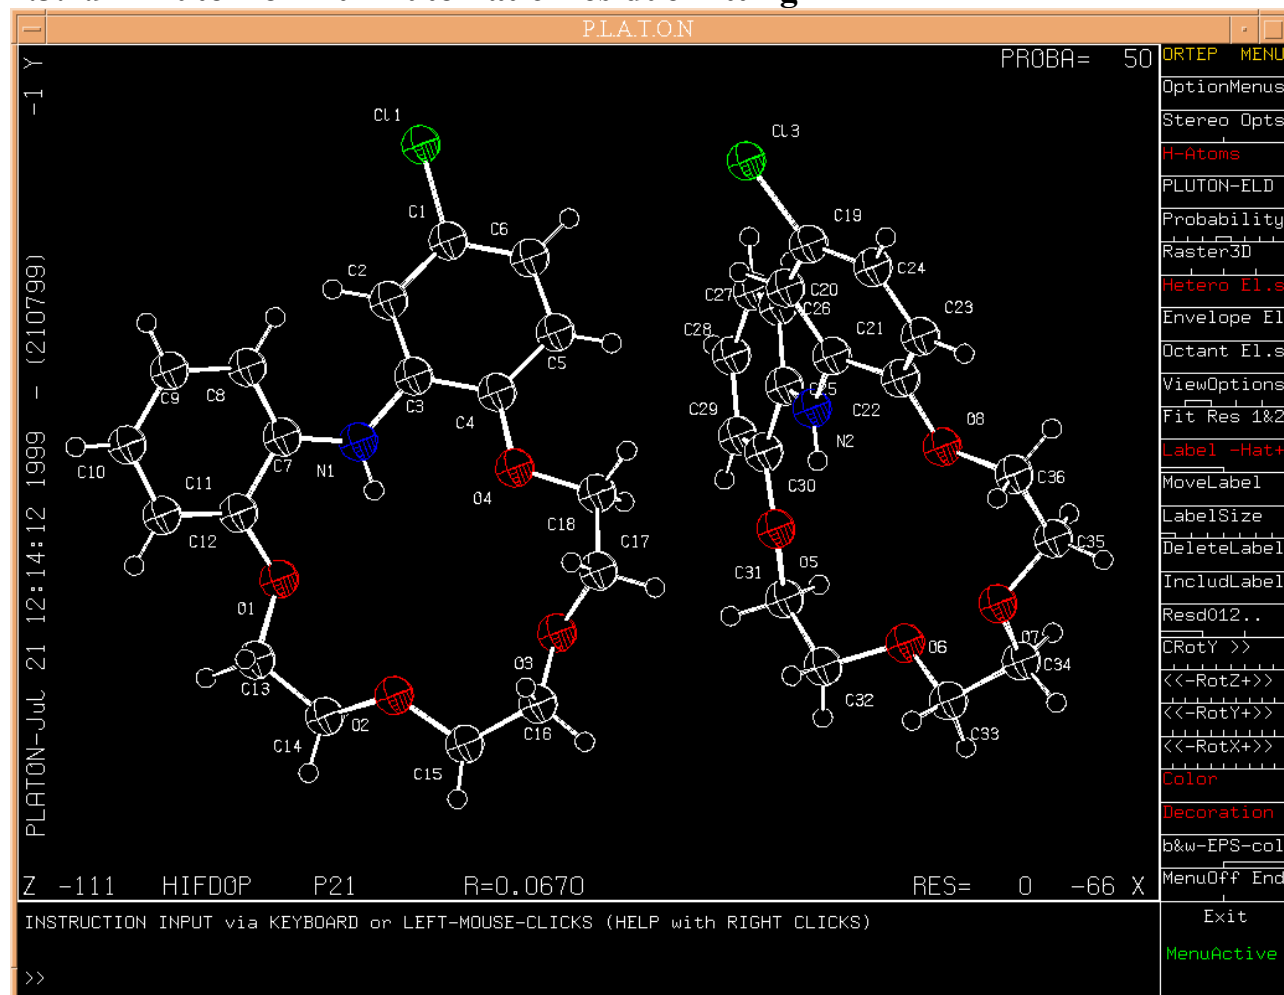 P.L.A.T.O.N
PROBA= 50
-1 Y
PLATON-Jul 21 12:14:12 1999 - (210799)
Cl1
C1
C6
C2
C5
C3
C4
C9
C8
C10
C7
N1
C11
C12
O4
C18
C17
O1
O3
C13
O2
C14
C16
C15
Cl3
C19
C24
C27
C20
C26
C23
C28
C21
C25
C29
C22
N2
O8
C30
C36
C35
C31
O5
O6
O7
C34
C32
C33
Z -111 HIFDOP P21 R=0.0670 RES= 0 -66 X
ORTEP MENU
OptionMenus
Stereo Opts
H-Atoms
PLUTON-ELD
Probability
Raster3D
Hetero El.s
Envelope El
Octant El.s
ViewOptions
Fit Res 1&2
Label -Hat+
MoveLabel
LabelSize
DeleteLabel
IncludLabel
ResdO12..
CRotY >>
<<-RotZ+>>
<<-RotY+>>
<<-RotX+>>
Color
Decoration
b&w-EPS-col
MenuOff End
Exit
MenuActive
INSTRUCTION INPUT via KEYBOARD or LEFT-MOUSE-CLICKS (HELP with RIGHT CLICKS)
>>